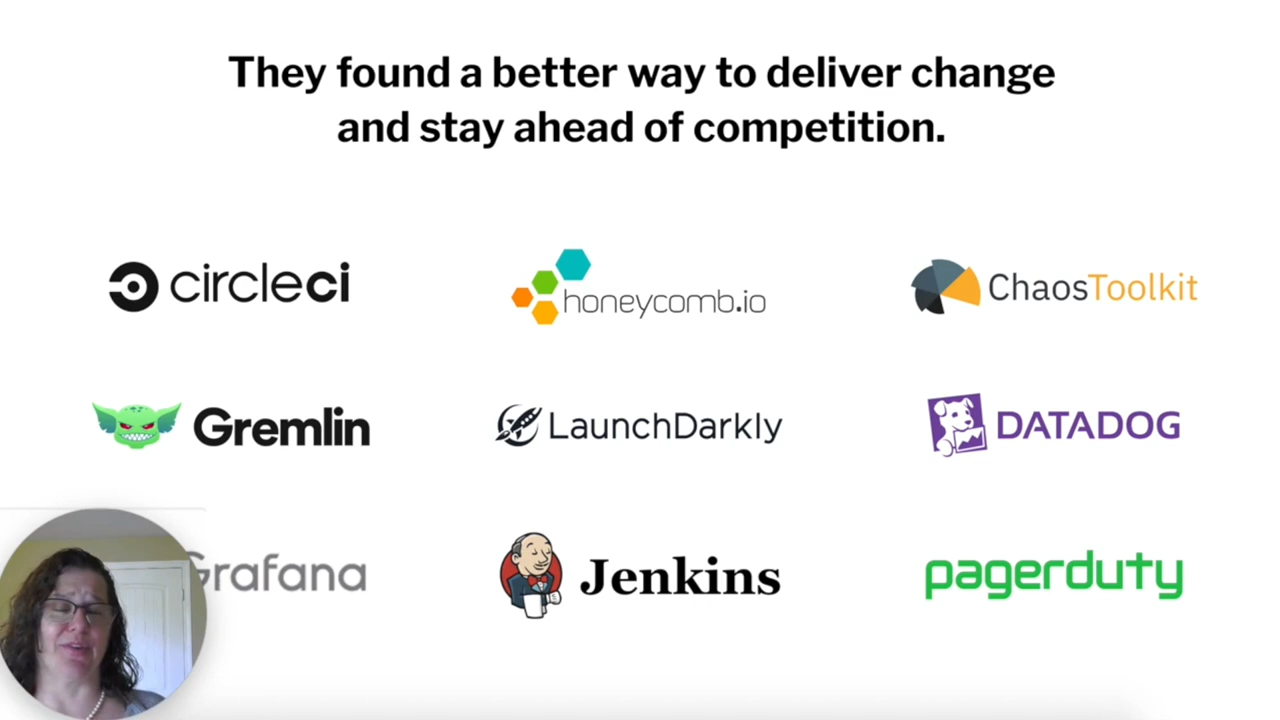 They found a better way to deliver change
and stay ahead of competition.
circleci
honeycomb.io
ChaosToolkit
Gremlin
LaunchDarkly
DATADOG
Grafana
Jenkins
pagerduty